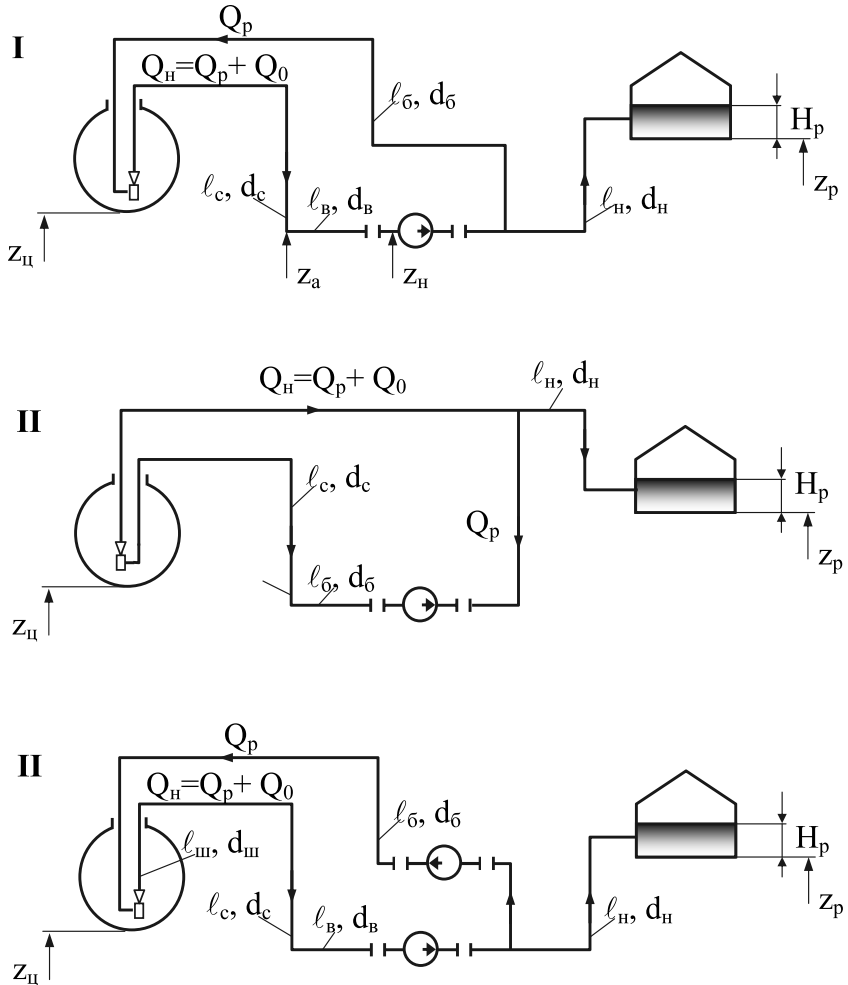 I
Qр
Qн=Qр+ Q0
ℓб, dб
Hр
zр
ℓс, dс
ℓв, dв
ℓн, dн
zц
zа
zн
II
Qн=Qр+ Q0
ℓн, dн
ℓс, dс
Hр
Qр
zр
ℓб, dб
zц
II
Qр
Qн=Qр+ Q0
ℓб, dб
ℓш, dш
Hр
ℓс, dс
ℓв, dв
ℓн, dн
zр
zц